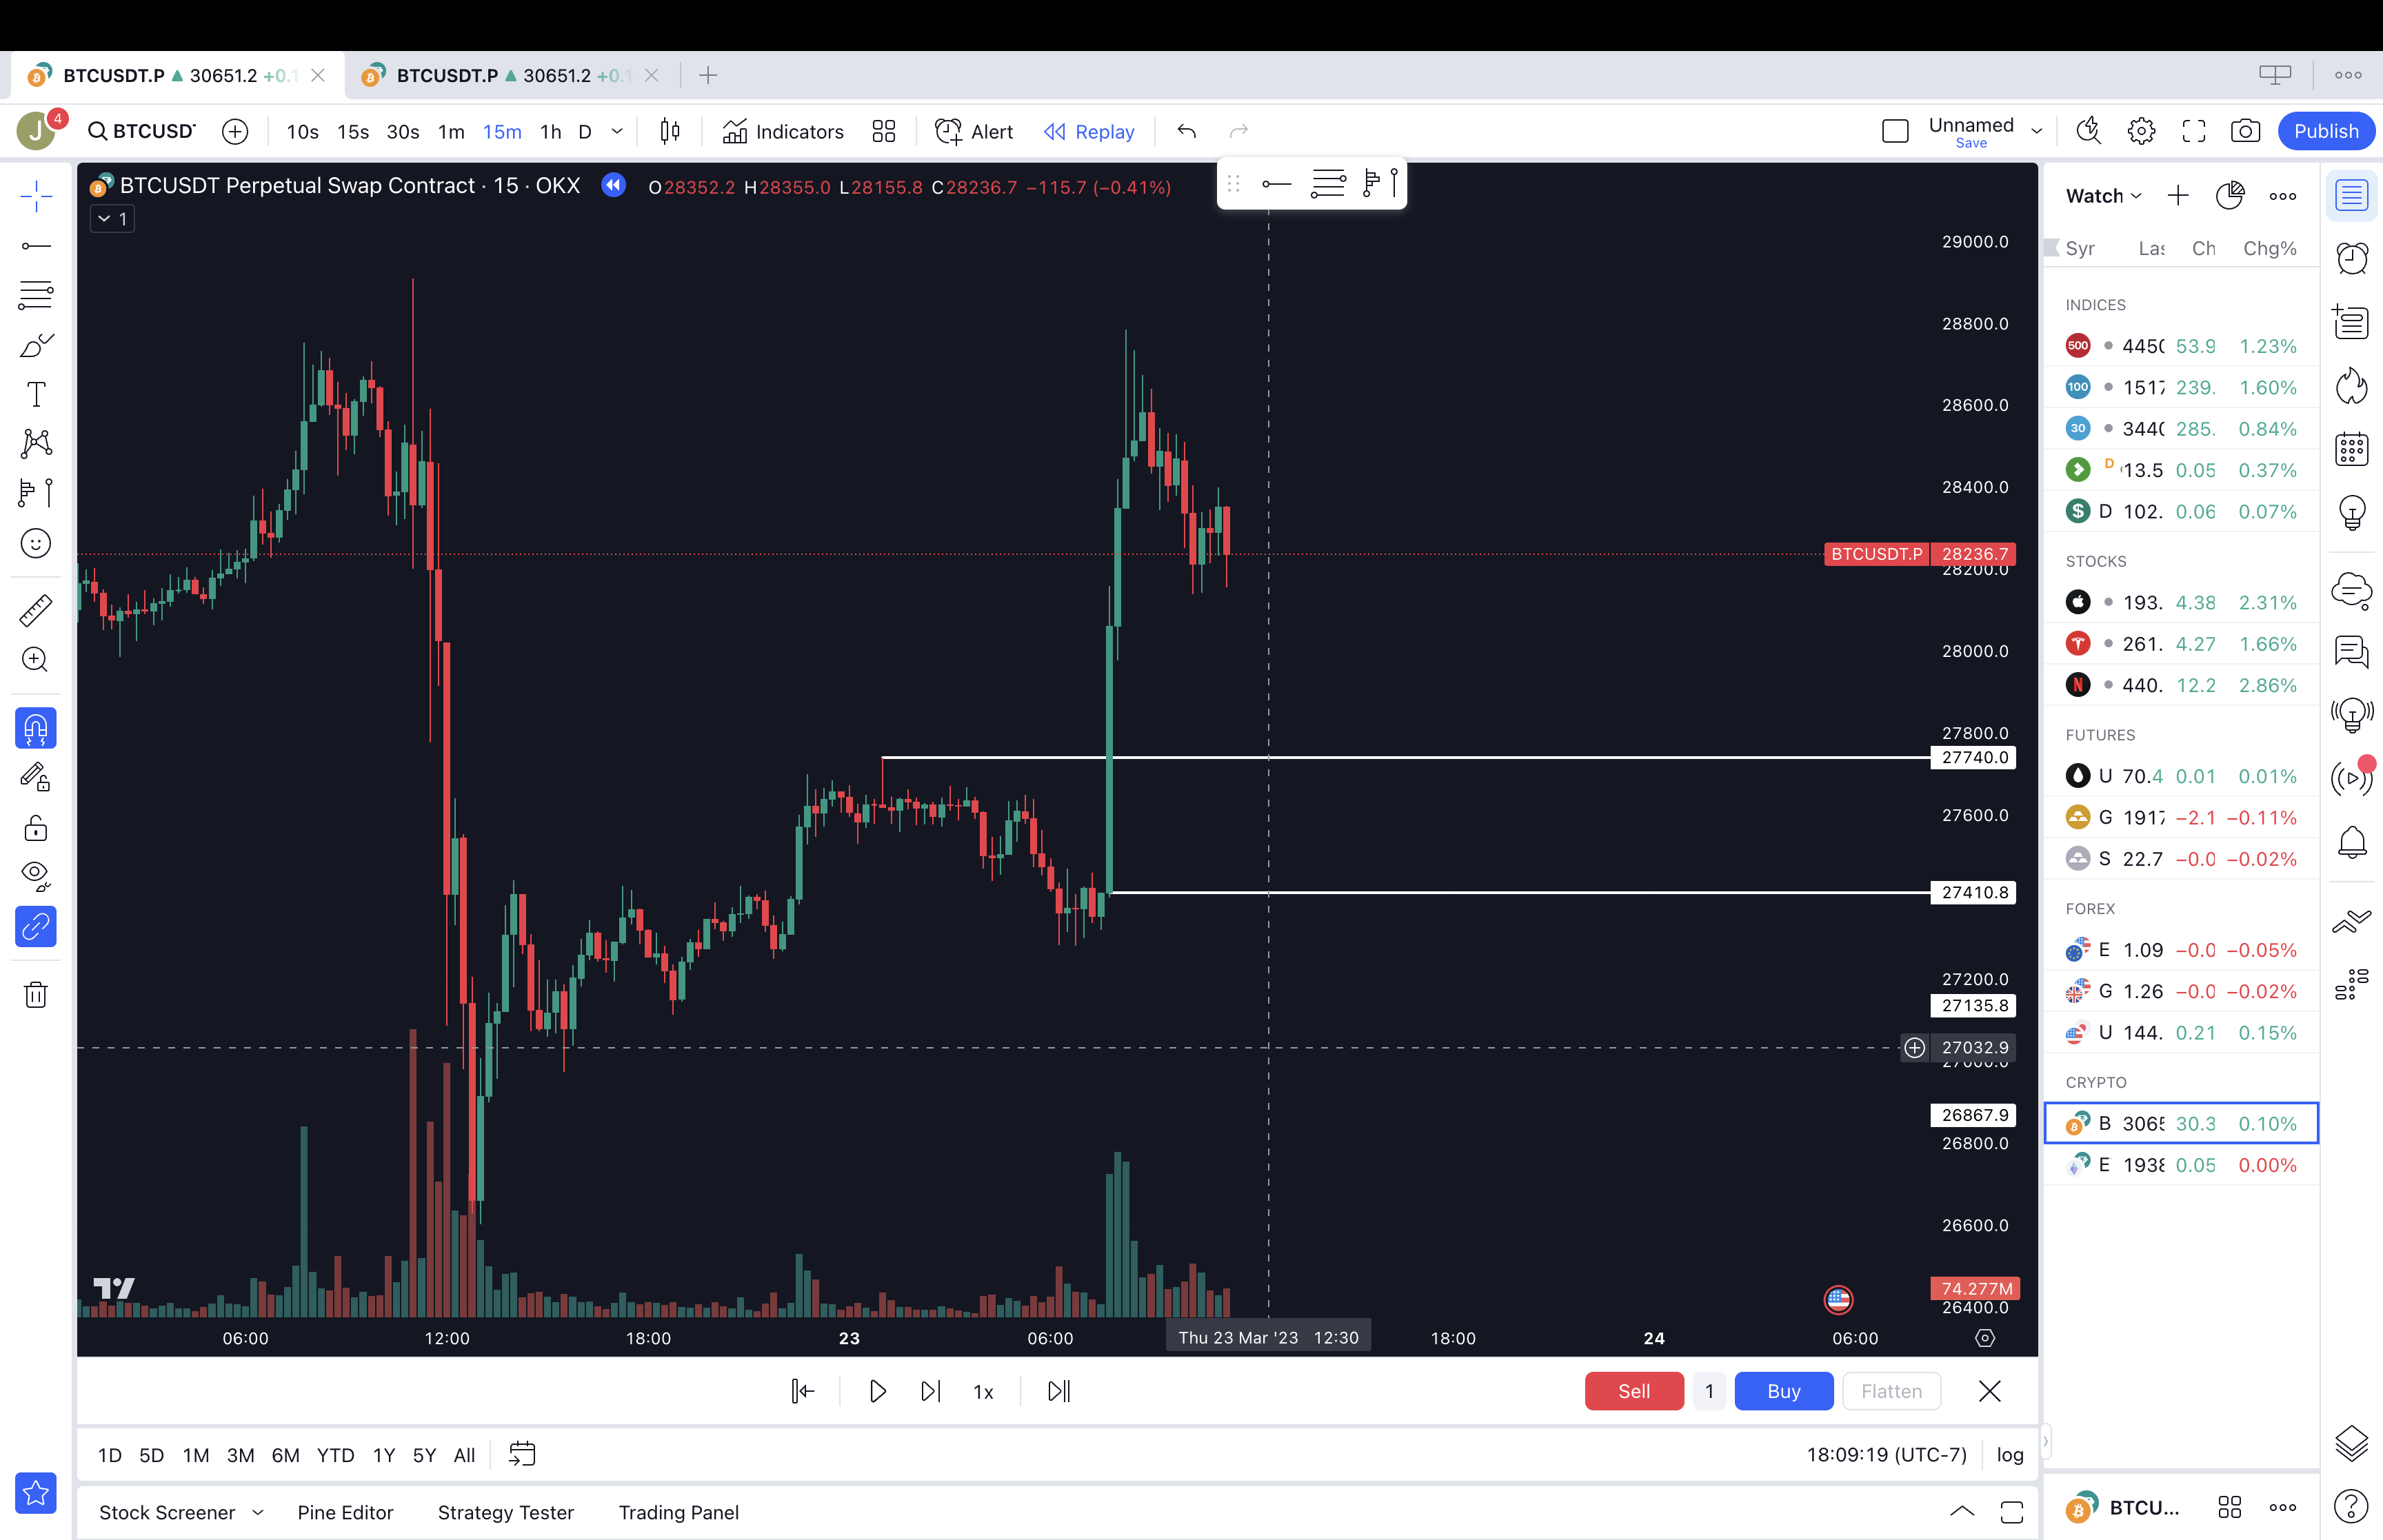 BTCUSDT.P 30651.2 +0.1 BTCUSDT.P 30651.2 +0.1
J 4 BTCUSD 10s 15s 30s 1m 15m 1h D Indicators Alert Replay Unnamed Save Publish
BTCUSDT Perpetual Swap Contract · 15 · OKX O28352.2 H28355.0 L28155.8 C28236.7 −115.7 (−0.41%)
1
29000.0
28800.0
28600.0
28400.0
BTCUSDT.P 28236.7
28200.0
28000.0
27800.0
27740.0
27600.0
27410.8
27200.0
27135.8
27032.9
27000.0
26867.9
26800.0
26600.0
74.277M
26400.0
06:00 12:00 18:00 23 06:00 Thu 23 Mar '23 12:30 18:00 24 06:00
1x Sell 1 Buy Flatten
1D 5D 1M 3M 6M YTD 1Y 5Y All 18:09:19 (UTC-7) log
Stock Screener Pine Editor Strategy Tester Trading Panel
Watch
Chg%
INDICES
500 53.9 1.23%
100 239. 1.60%
30 285. 0.84%
D 13.5 0.05 0.37%
D 102. 0.06 0.07%
STOCKS
193. 4.38 2.31%
261. 4.27 1.66%
440. 12.2 2.86%
FUTURES
U 70.4 0.01 0.01%
G 1917 −2.1 −0.11%
S 22.7 −0.0 −0.02%
FOREX
E 1.09 −0.0 −0.05%
G 1.26 −0.0 −0.02%
U 144. 0.21 0.15%
CRYPTO
B 3065 30.3 0.10%
E 1938 0.05 0.00%
BTCU...